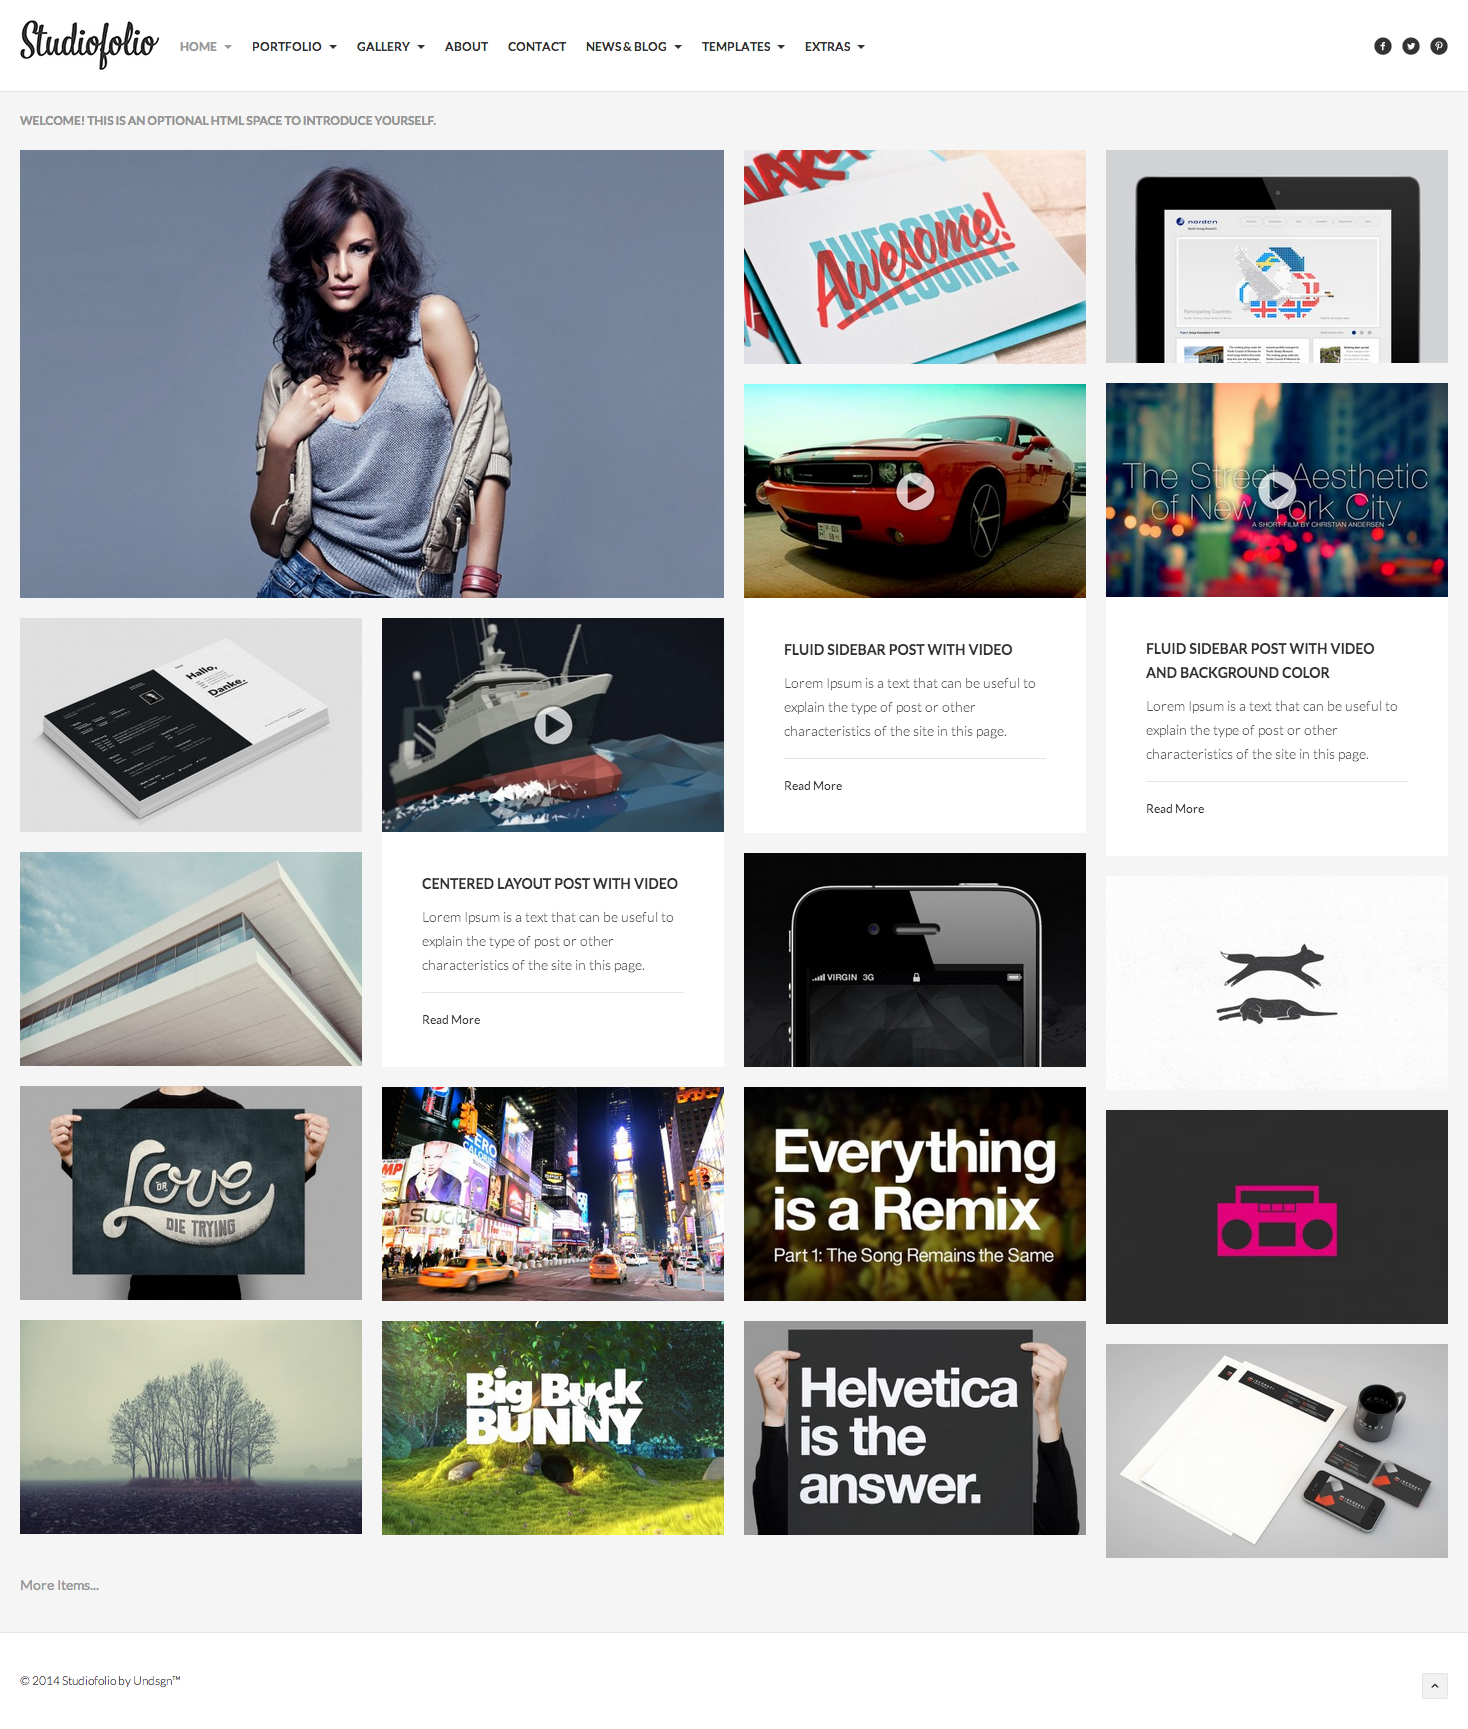 Studiofolio
HOME
PORTFOLIO
GALLERY
ABOUT
CONTACT
NEWS & BLOG
TEMPLATES
EXTRAS
WELCOME! THIS IS AN OPTIONAL HTML SPACE TO INTRODUCE YOURSELF.
AWESOME!
Awesome!
norden
Participating Countries
The Street Aesthetic
of New York City
A SHORT FILM BY CHRISTIAN ANDERSEN
Hallo,
Danke.
FLUID SIDEBAR POST WITH VIDEO
Lorem Ipsum is a text that can be useful to
explain the type of post or other
characteristics of the site in this page.
Read More
FLUID SIDEBAR POST WITH VIDEO
AND BACKGROUND COLOR
Lorem Ipsum is a text that can be useful to
explain the type of post or other
characteristics of the site in this page.
Read More
CENTERED LAYOUT POST WITH VIDEO
Lorem Ipsum is a text that can be useful to
explain the type of post or other
characteristics of the site in this page.
Read More
VIRGIN 3G
Love
OR
DIE TRYING
pepsi
ZERO
CALORIES
Everything
is a Remix
Part 1: The Song Remains the Same
Big Buck
BUNNY
Helvetica
is the
answer.
More Items...
© 2014 Studiofolio by Undsgn™